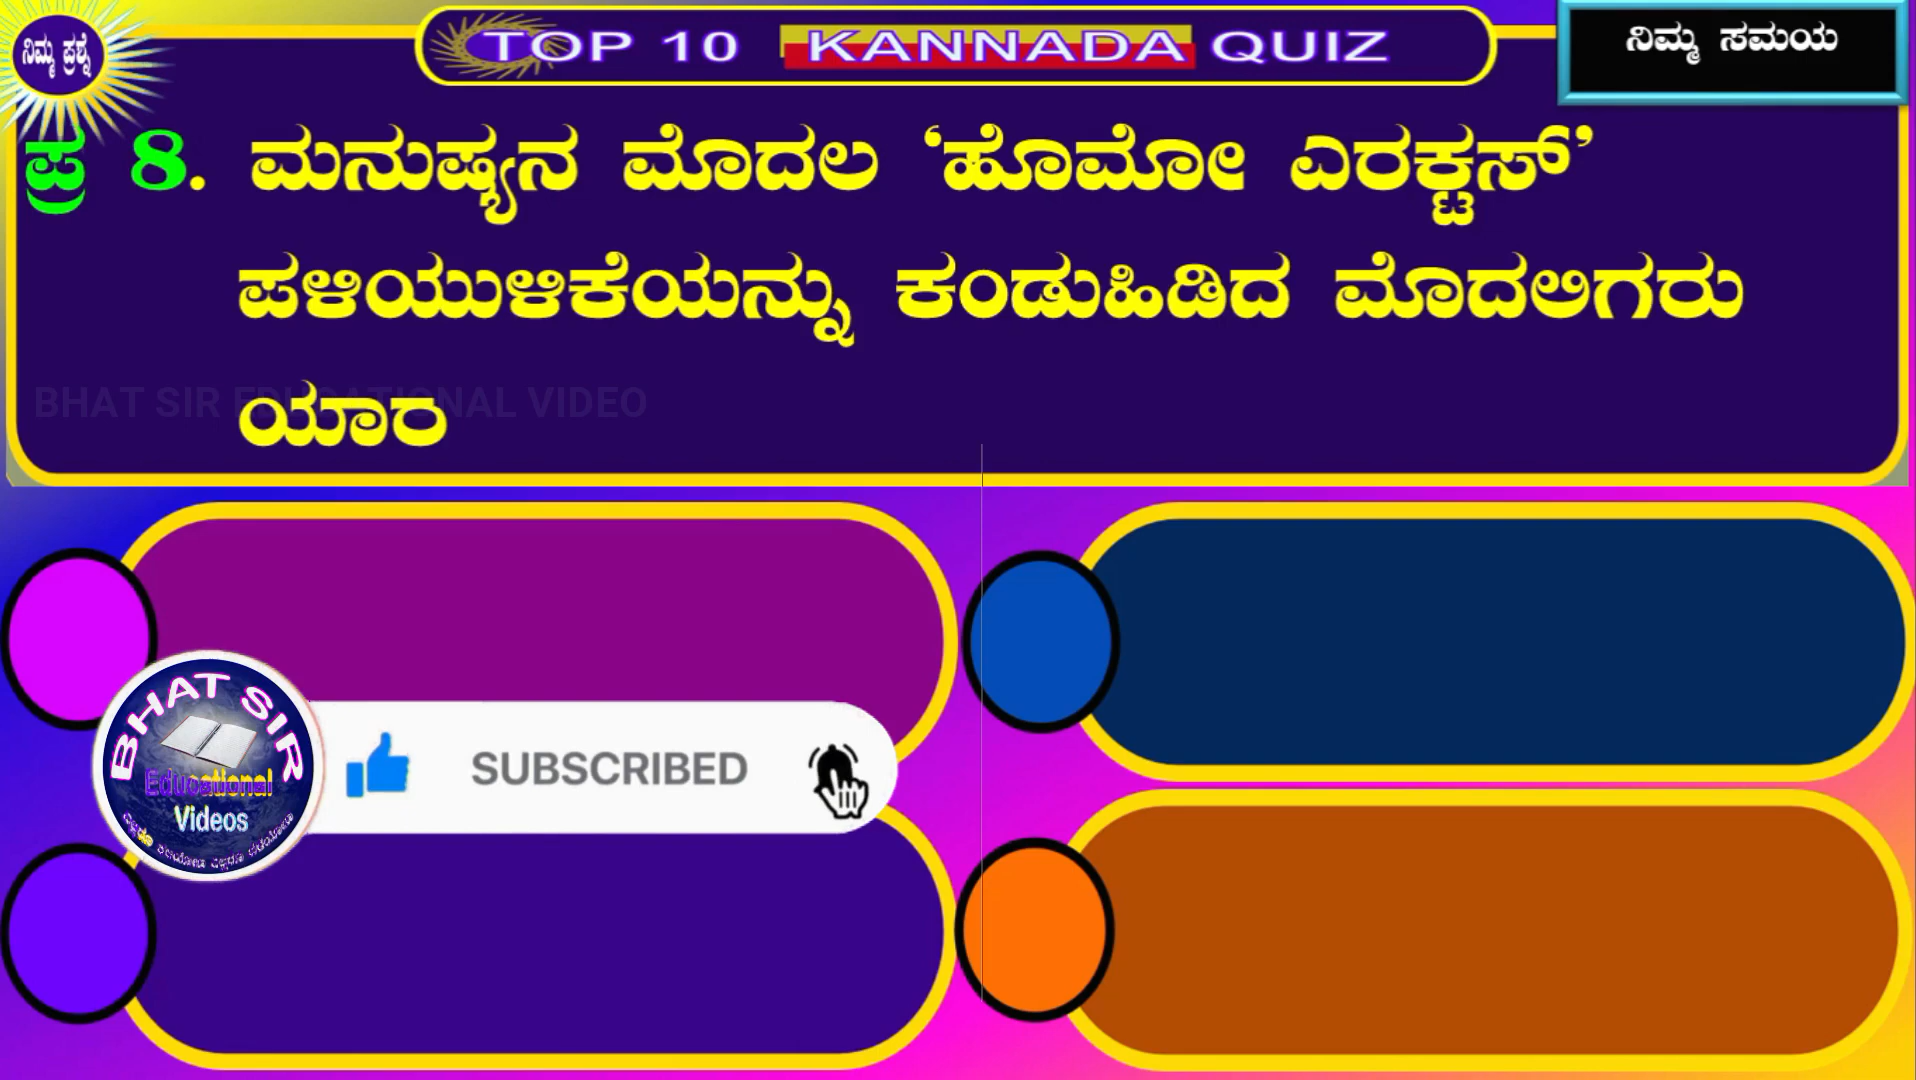 ನಿಮ್ಮ ಪ್ರಶ್ನೆ
TOP 10 KANNADA QUIZ
ನಿಮ್ಮ ಸಮಯ
ಪ್ರ 8. ಮನುಷ್ಯನ ಮೊದಲ ‘ಹೊಮೋ ಎರಕ್ಟಸ್’
ಪಳಿಯುಳಿಕೆಯನ್ನು ಕಂಡುಹಿಡಿದ ಮೊದಲಿಗರು
ಯಾರ
BHAT SIR EDUCATIONAL VIDEO
BHAT SIR
Educational
Videos
SUBSCRIBED